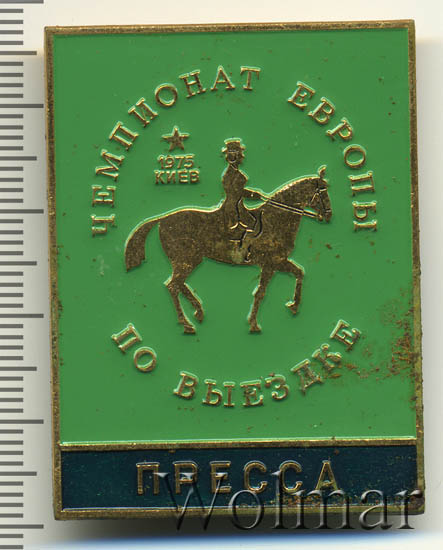 ЧЕМПИОНАТ ЕВРОПЫ
1975
КИЕВ
ПО ВЫЕЗДКЕ
ПРЕССА
Wolmar